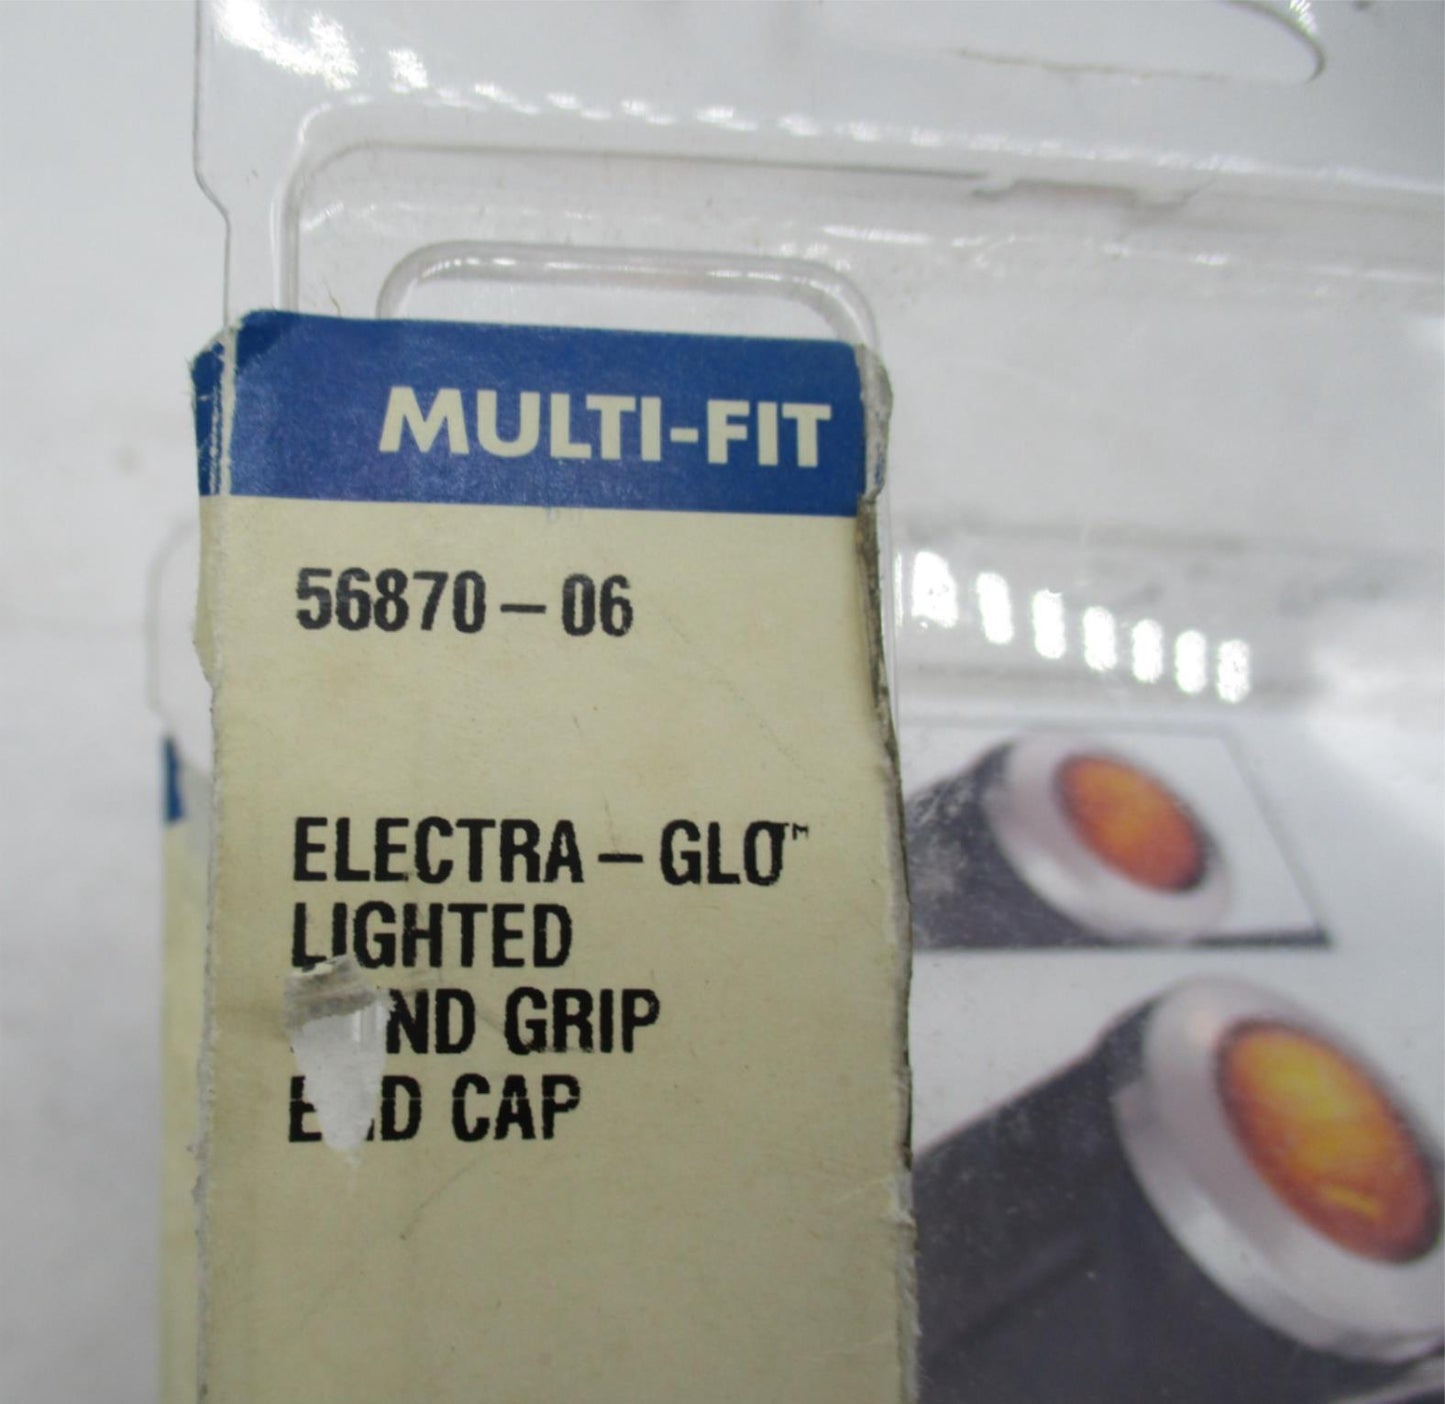 MULTI-FIT
56870-06
ELECTRA-GLO™
LIGHTED
GRIP
CAP